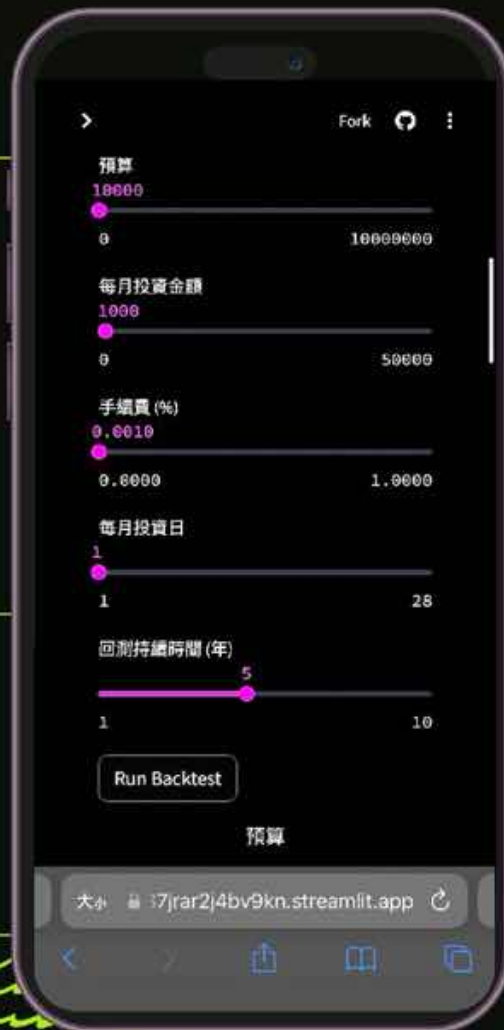 Fork
預算
10000
0 10000000
每月投資金額
1000
0 50000
手續費 (%)
0.0010
0.0000 1.0000
每月投資日
1
1 28
回測持續時間 (年)
5
1 10
Run Backtest
預算
大小 37jrar2j4bv9kn.streamlit.app